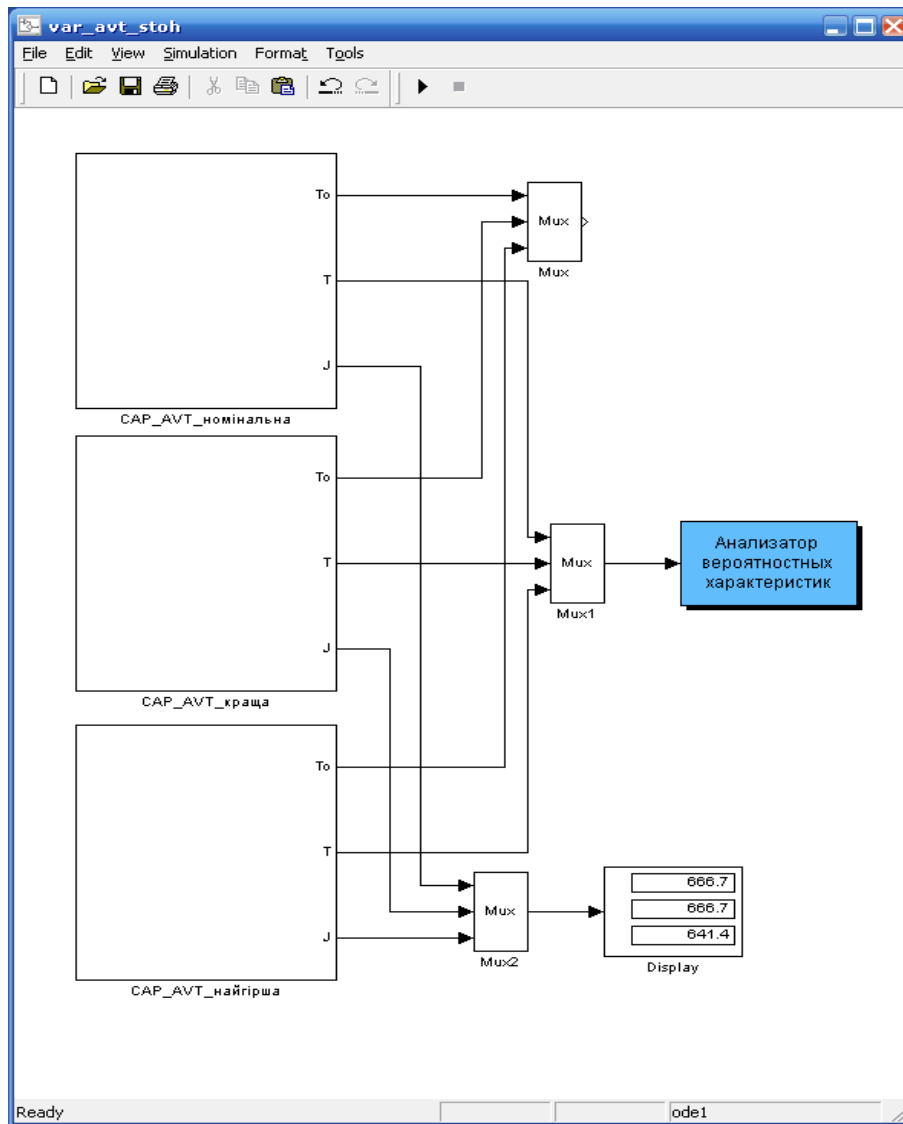 var_avt_stoh
File Edit View Simulation Format Tools
To
T
J
CAP_AVT_номінальна
Mux
Mux
To
T
J
CAP_AVT_краща
Mux
Mux1
Анализатор
вероятностных
характеристик
To
T
J
CAP_AVT_найгірша
Mux
Mux2
666.7
666.7
641.4
Display
Ready
ode1